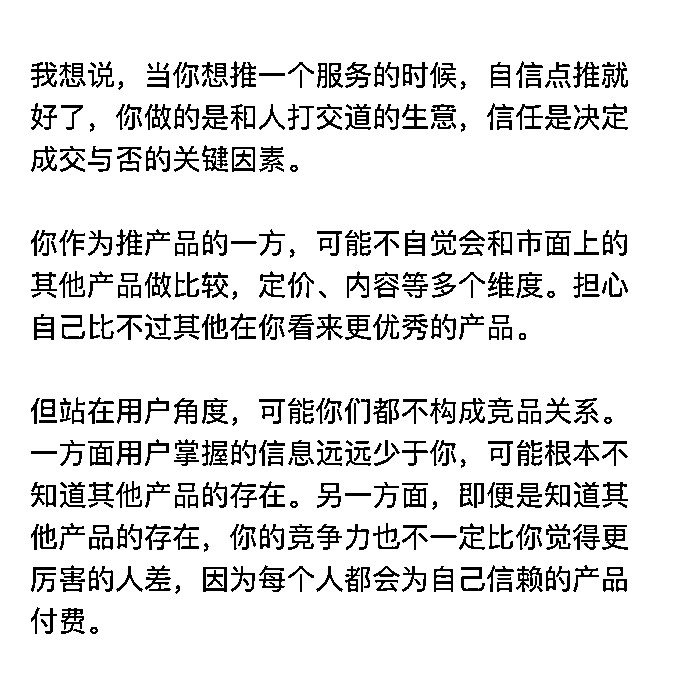 我想说，当你想推一个服务的时候，自信点推就
好了，你做的是和人打交道的生意，信任是决定
成交与否的关键因素。
你作为推产品的一方，可能不自觉会和市面上的
其他产品做比较，定价、内容等多个维度。担心
自己比不过其他在你看来更优秀的产品。
但站在用户角度，可能你们都不构成竞品关系。
一方面用户掌握的信息远远少于你，可能根本不
知道其他产品的存在。另一方面，即便是知道其
他产品的存在，你的竞争力也不一定比你觉得更
厉害的人差，因为每个人都会为自己信赖的产品
付费。